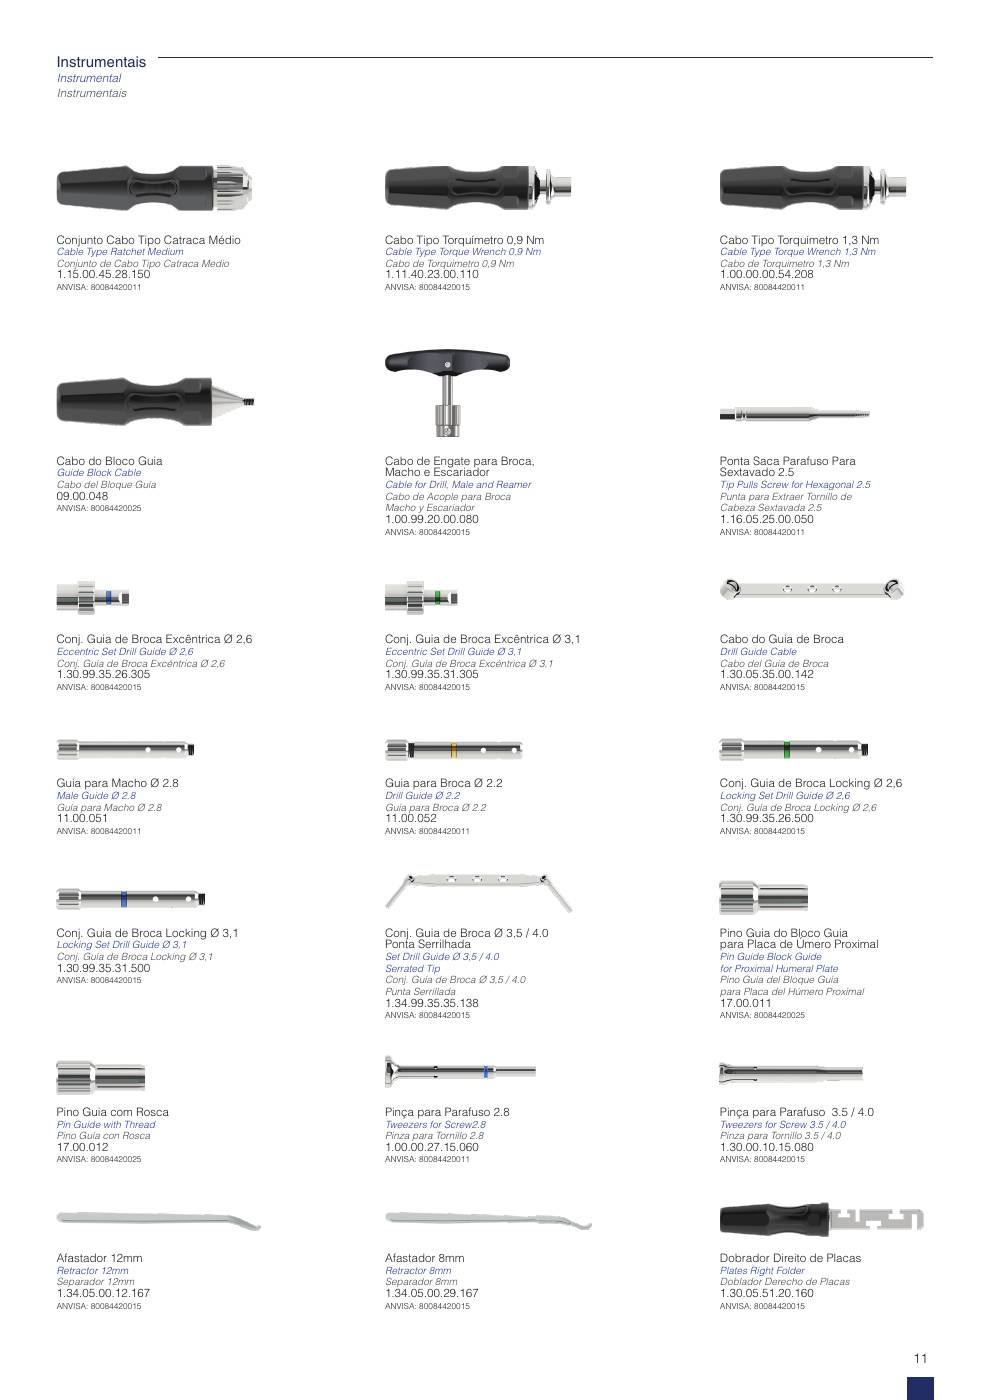 Instrumentais
Instrumental
Instrumentais
Conjunto Cabo Tipo Catraca Médio
Cable Type Ratchet Medium
Conjunto de Cabo Tipo Catraca Medio
1.15.00.45.28.150
ANVISA: 80084420011
Cabo Tipo Torquímetro 0,9 Nm
Cable Type Torque Wrench 0,9 Nm
Cabo de Torquimetro 0,9 Nm
1.11.40.23.00.110
ANVISA: 80084420015
Cabo Tipo Torquímetro 1,3 Nm
Cable Type Torque Wrench 1,3 Nm
Cabo de Torquimetro 1,3 Nm
1.00.00.00.54.208
ANVISA: 80084420011
Cabo do Bloco Guia
Guide Block Cable
Cabo del Bloque Guía
09.00.048
ANVISA: 80084420025
Cabo de Engate para Broca,
Macho e Escariador
Cable for Drill, Male and Reamer
Cabo de Acople para Broca
Macho y Escariador
1.00.99.20.00.080
ANVISA: 80084420015
Ponta Saca Parafuso Para
Sextavado 2.5
Tip Pulls Screw for Hexagonal 2.5
Punta para Extraer Tornillo de
Cabeza Sextavada 2.5
1.16.05.25.00.050
ANVISA: 80084420011
Conj. Guia de Broca Excêntrica Ø 2,6
Eccentric Set Drill Guide Ø 2,6
Conj. Guía de Broca Excéntrica Ø 2,6
1.30.99.35.26.305
ANVISA: 80084420015
Conj. Guia de Broca Excêntrica Ø 3,1
Eccentric Set Drill Guide Ø 3,1
Conj. Guía de Broca Excéntrica Ø 3,1
1.30.99.35.31.305
ANVISA: 80084420015
Cabo do Guia de Broca
Drill Guide Cable
Cabo del Guía de Broca
1.30.05.35.00.142
ANVISA: 80084420015
Guia para Macho Ø 2.8
Male Guide Ø 2.8
Guía para Macho Ø 2.8
11.00.051
ANVISA: 80084420011
Guia para Broca Ø 2.2
Drill Guide Ø 2.2
Guía para Broca Ø 2.2
11.00.052
ANVISA: 80084420011
Conj. Guia de Broca Locking Ø 2,6
Locking Set Drill Guide Ø 2,6
Conj. Guía de Broca Locking Ø 2,6
1.30.99.35.26.500
ANVISA: 80084420015
Conj. Guia de Broca Locking Ø 3,1
Locking Set Drill Guide Ø 3,1
Conj. Guía de Broca Locking Ø 3,1
1.30.99.35.31.500
ANVISA: 80084420015
Conj. Guia de Broca Ø 3,5 / 4.0
Ponta Serrilhada
Set Drill Guide Ø 3,5 / 4.0
Serrated Tip
Conj. Guía de Broca Ø 3,5 / 4.0
Punta Serrillada
1.34.99.35.35.138
ANVISA: 80084420015
Pino Guia do Bloco Guia
para Placa de Úmero Proximal
Pin Guide Block Guide
for Proximal Humeral Plate
Pino Guía del Bloque Guía
para Placa del Húmero Proximal
17.00.011
ANVISA: 80084420025
Pino Guia com Rosca
Pin Guide with Thread
Pino Guía con Rosca
17.00.012
ANVISA: 80084420025
Pinça para Parafuso 2.8
Tweezers for Screw2.8
Pinza para Tornillo 2.8
1.00.00.27.15.060
ANVISA: 80084420011
Pinça para Parafuso  3.5 / 4.0
Tweezers for Screw 3.5 / 4.0
Pinza para Tornillo 3.5 / 4.0
1.30.00.10.15.080
ANVISA: 80084420015
Afastador 12mm
Retractor 12mm
Separador 12mm
1.34.05.00.12.167
ANVISA: 80084420015
Afastador 8mm
Retractor 8mm
Separador 8mm
1.34.05.00.29.167
ANVISA: 80084420015
Dobrador Direito de Placas
Plates Right Folder
Doblador Derecho de Placas
1.30.05.51.20.160
ANVISA: 80084420015
11